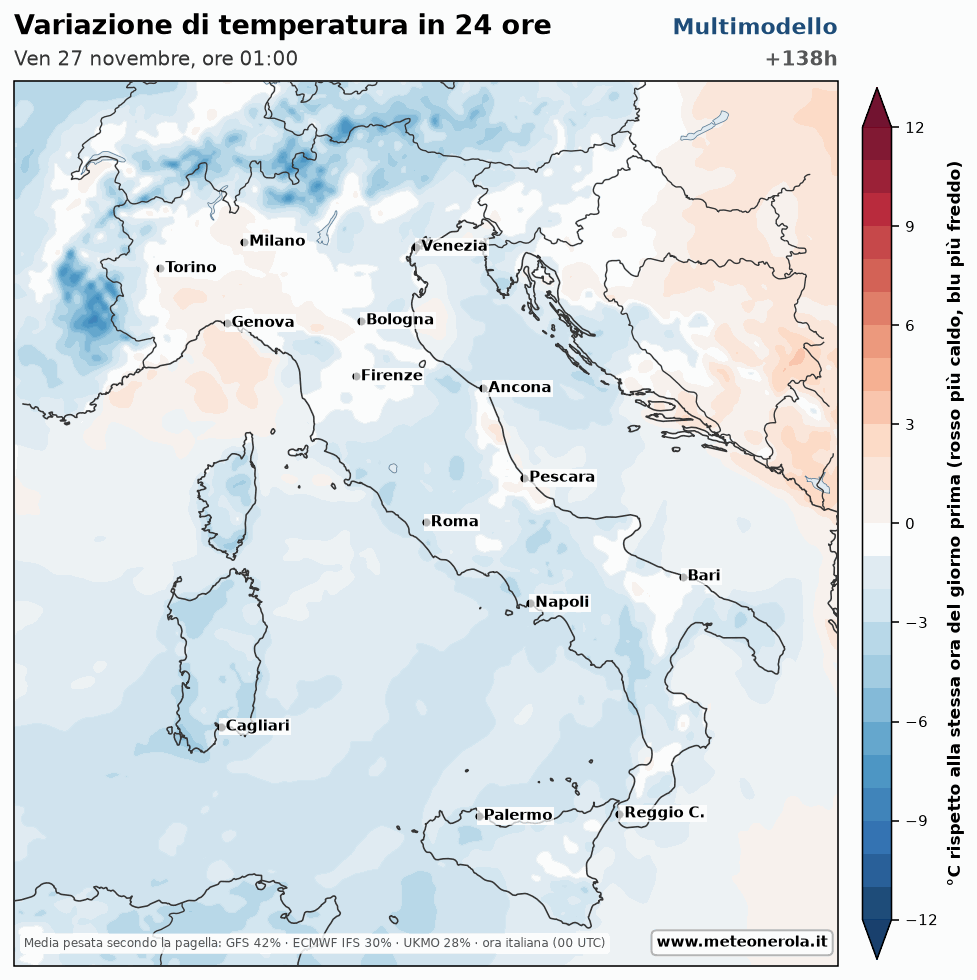 Variazione di temperatura in 24 ore
Multimodello
Ven 27 novembre, ore 01:00
+138h
Milano
Venezia
Torino
Genova
Bologna
Firenze
Ancona
Pescara
Roma
Bari
Napoli
Cagliari
Palermo
Reggio C.
12
9
6
3
0
−3
−6
−9
−12
°C rispetto alla stessa ora del giorno prima (rosso più caldo, blu più freddo)
Media pesata secondo la pagella: GFS 42% · ECMWF IFS 30% · UKMO 28% · ora italiana (00 UTC)
www.meteonerola.it